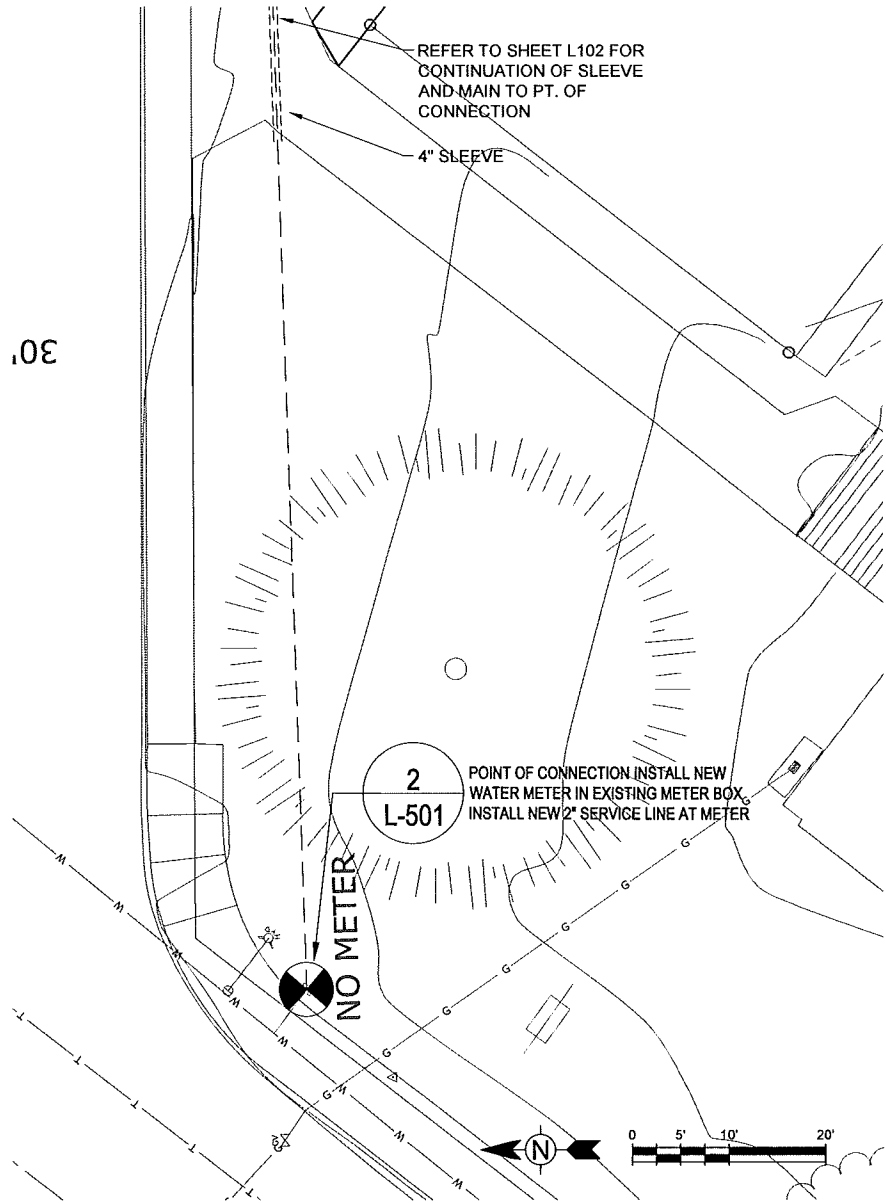 REFER TO SHEET L102 FOR
CONTINUATION OF SLEEVE
AND MAIN TO PT. OF
CONNECTION
4" SLEEVE
30'
2
L-501
POINT OF CONNECTION INSTALL NEW
WATER METER IN EXISTING METER BOX.
INSTALL NEW 2" SERVICE LINE AT METER
NO METER
W
W
W
W
W
W
W
T
T
T
T
G
G
G
G
G
G
G
G
N
0 5' 10' 20'